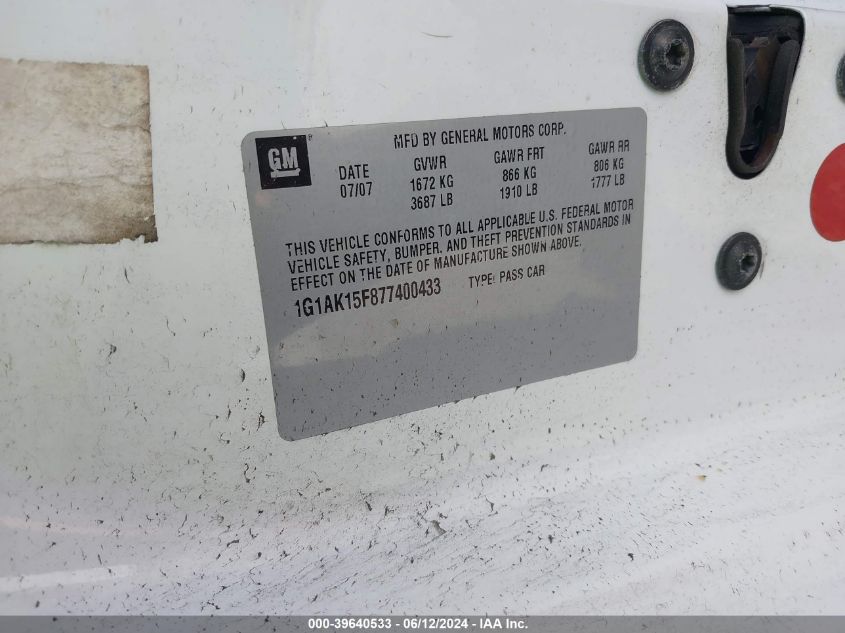 GM®
MFD BY GENERAL MOTORS CORP.
DATE GVWR GAWR FRT GAWR RR
07/07 1672 KG 866 KG 806 KG
3687 LB 1910 LB 1777 LB
THIS VEHICLE CONFORMS TO ALL APPLICABLE U.S. FEDERAL MOTOR
VEHICLE SAFETY, BUMPER, AND THEFT PREVENTION STANDARDS IN
EFFECT ON THE DATE OF MANUFACTURE SHOWN ABOVE.
1G1AK15F877400433 TYPE: PASS CAR
000-39640533 - 06/12/2024 - IAAI.COM